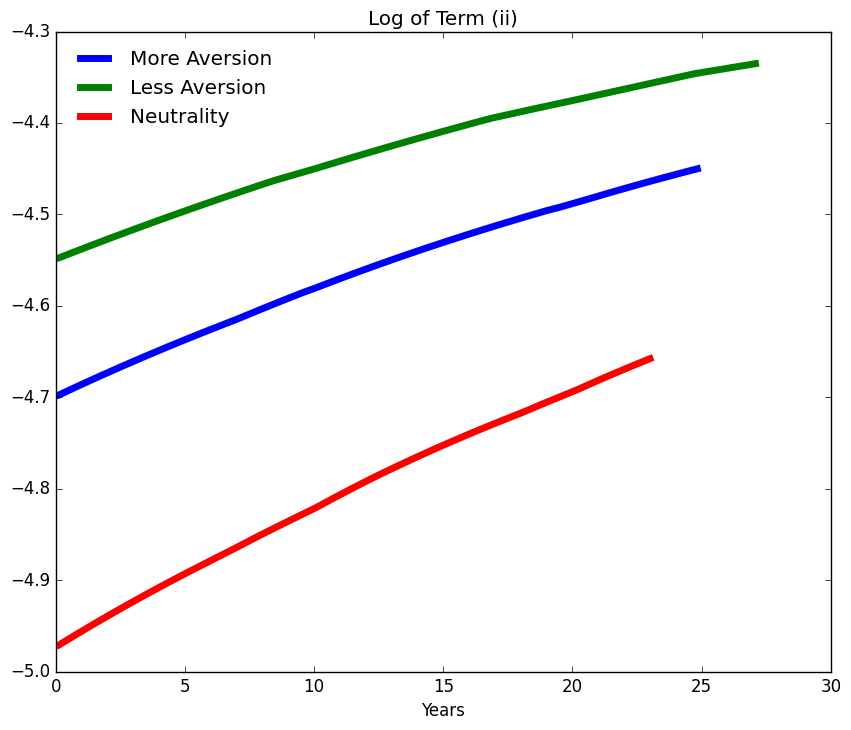 Log of Term (ii)
−4.3
−4.4
−4.5
−4.6
−4.7
−4.8
−4.9
−5.0
More Aversion
Less Aversion
Neutrality
0 5 10 15 20 25 30
Years